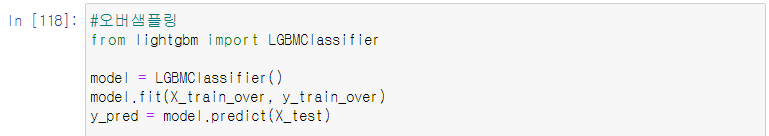 In [118]: #오버샘플링
from lightgbm import LGBMClassifier
model = LGBMClassifier()
model.fit(X_train_over, y_train_over)
y_pred = model.predict(X_test)